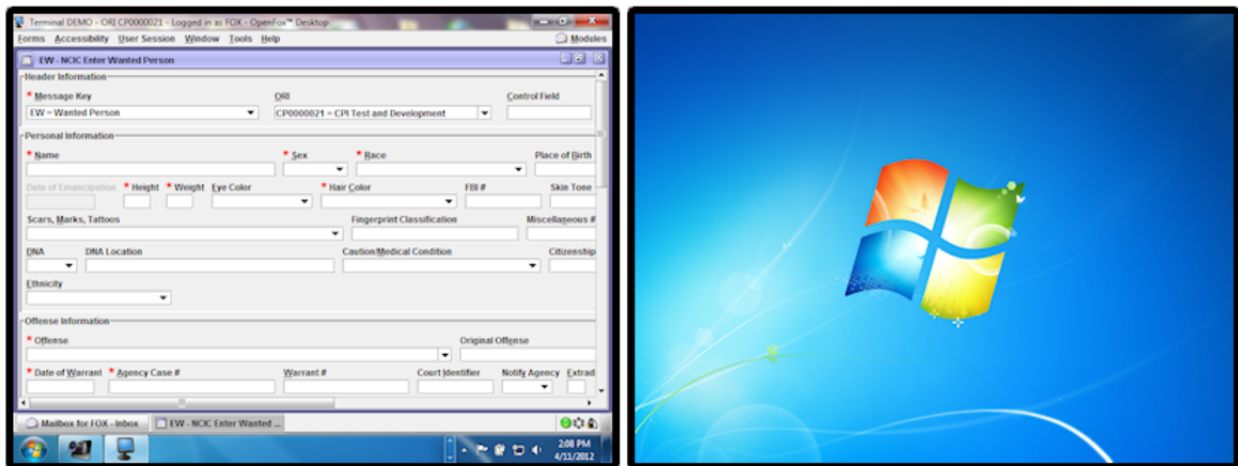 Terminal DEMO - ORI CP0000021 - Logged in as FOX - OpenFox™ Desktop
Forms Accessibility User Session Window Tools Help Modules
EW - NCIC Enter Wanted Person
Header Information
* Message Key ORI Control Field
EW = Wanted Person CP0000021 = CPI Test and Development
Personal Information
* Name * Sex * Race Place of Birth
Date of Emancipation * Height * Weight Eye Color * Hair Color FBI # Skin Tone
Scars, Marks, Tattoos Fingerprint Classification Miscellaneous #
DNA DNA Location Caution/Medical Condition Citizenship
Ethnicity
Offense Information
* Offense Original Offense
* Date of Warrant * Agency Case # Warrant # Court Identifier Notify Agency Extrad
Mailbox for FOX - Inbox EW - NCIC Enter Wanted ...
2:08 PM
4/11/2012